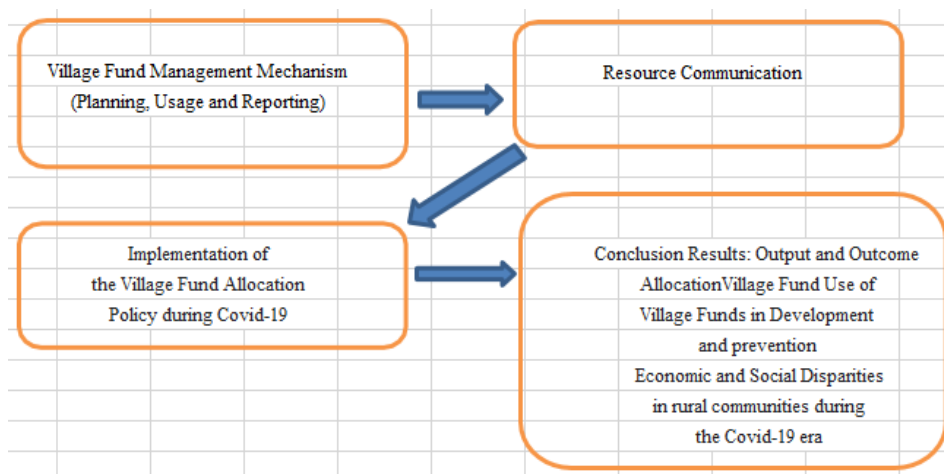 Village Fund Management Mechanism
(Planning, Usage and Reporting)
Resource Communication
Implementation of
the Village Fund Allocation
Policy during Covid-19
Conclusion Results: Output and Outcome
AllocationVillage Fund Use of
Village Funds in Development
and prevention
Economic and Social Disparities
in rural communities during
the Covid-19 era